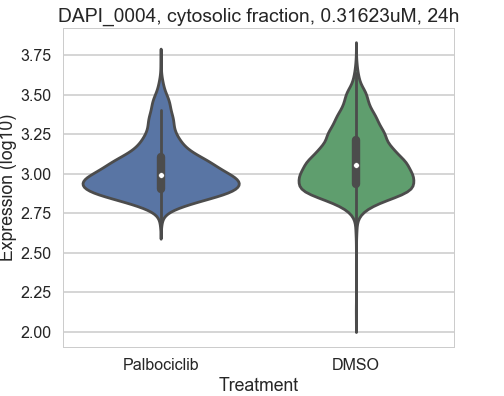 DAPI_0004, cytosolic fraction, 0.31623uM, 24h
3.75
3.50
3.25
3.00
2.75
2.50
2.25
2.00
Expression (log10)
Palbociclib
DMSO
Treatment